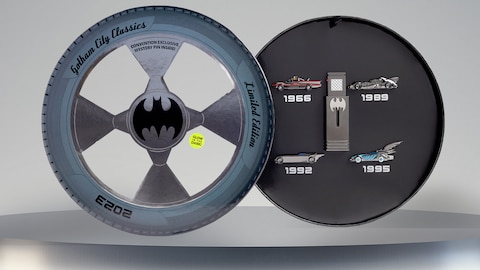 Gotham City Classics
CONVENTION EXCLUSIVE
MYSTERY PIN INSIDE!
Limited Edition
2023
1966
1989
1992
1995